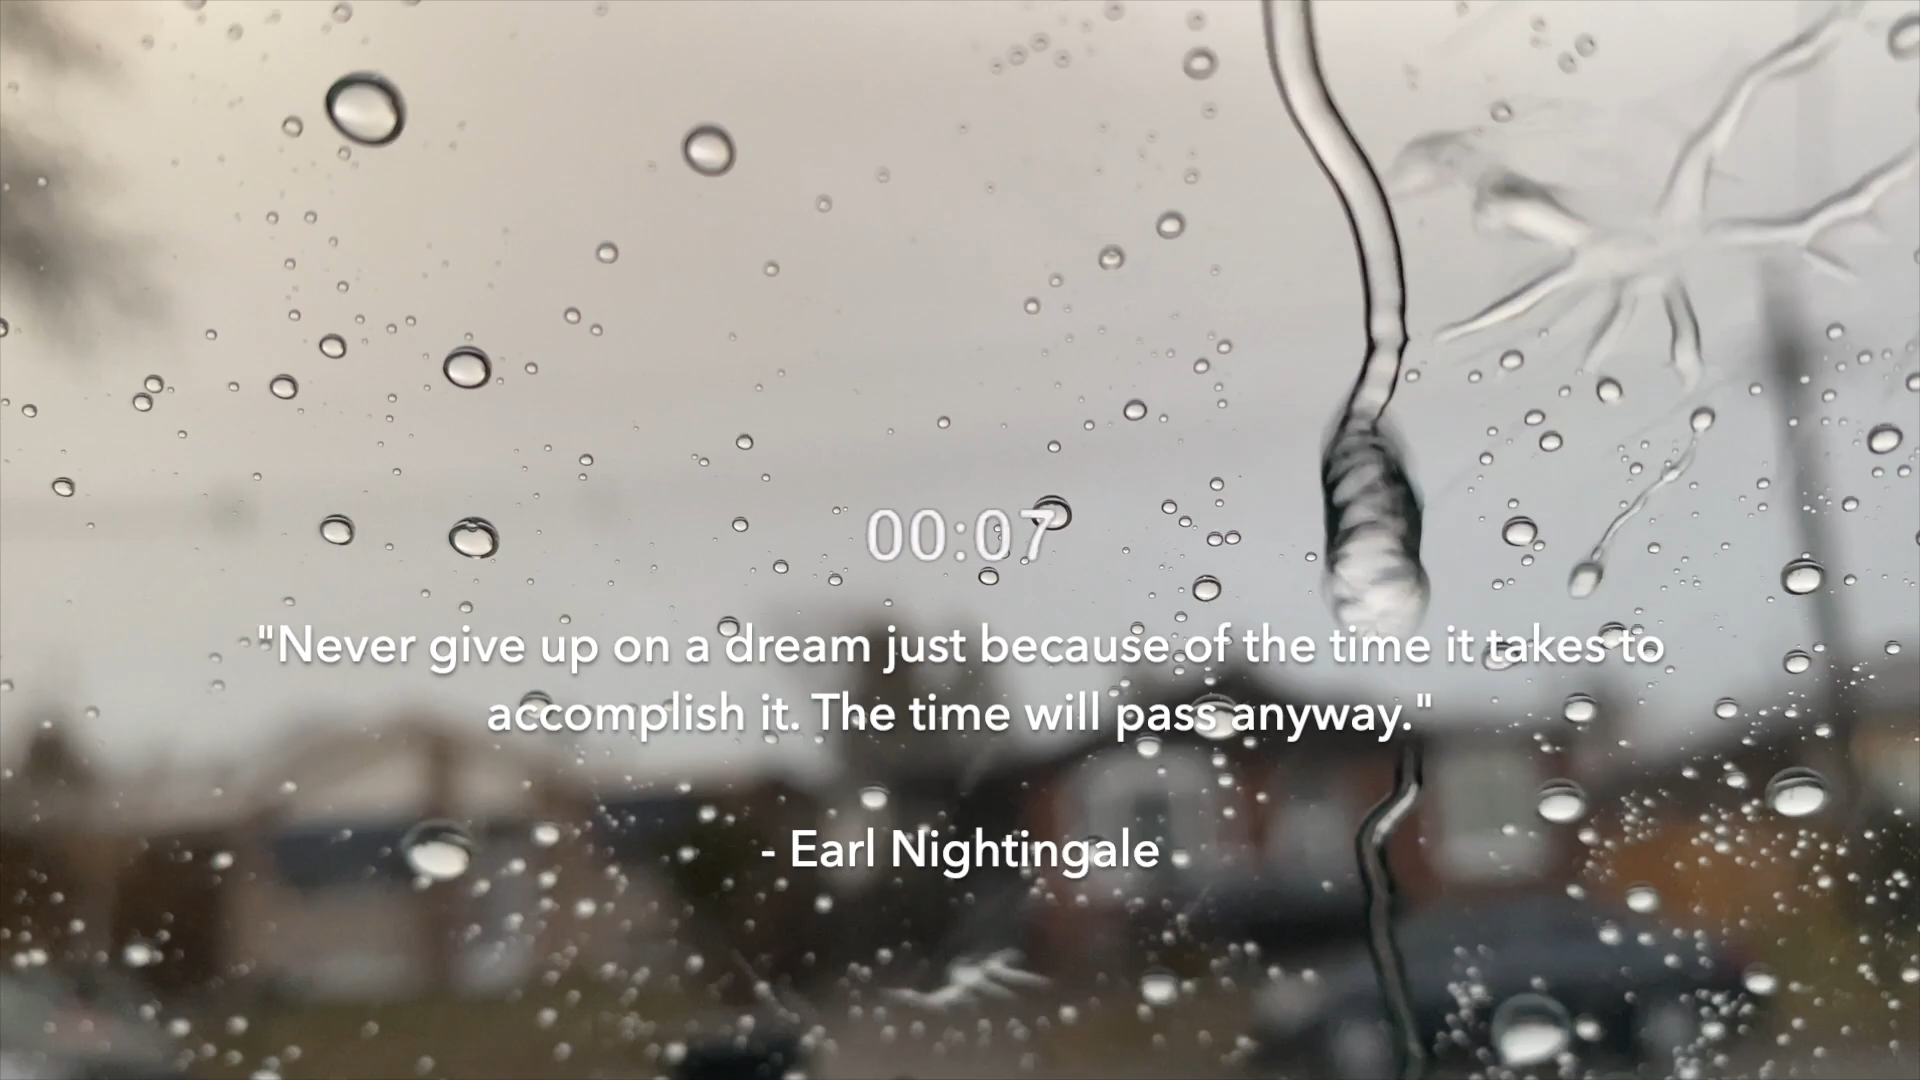 00:07
"Never give up on a dream just because of the time it takes to
accomplish it. The time will pass anyway."
- Earl Nightingale